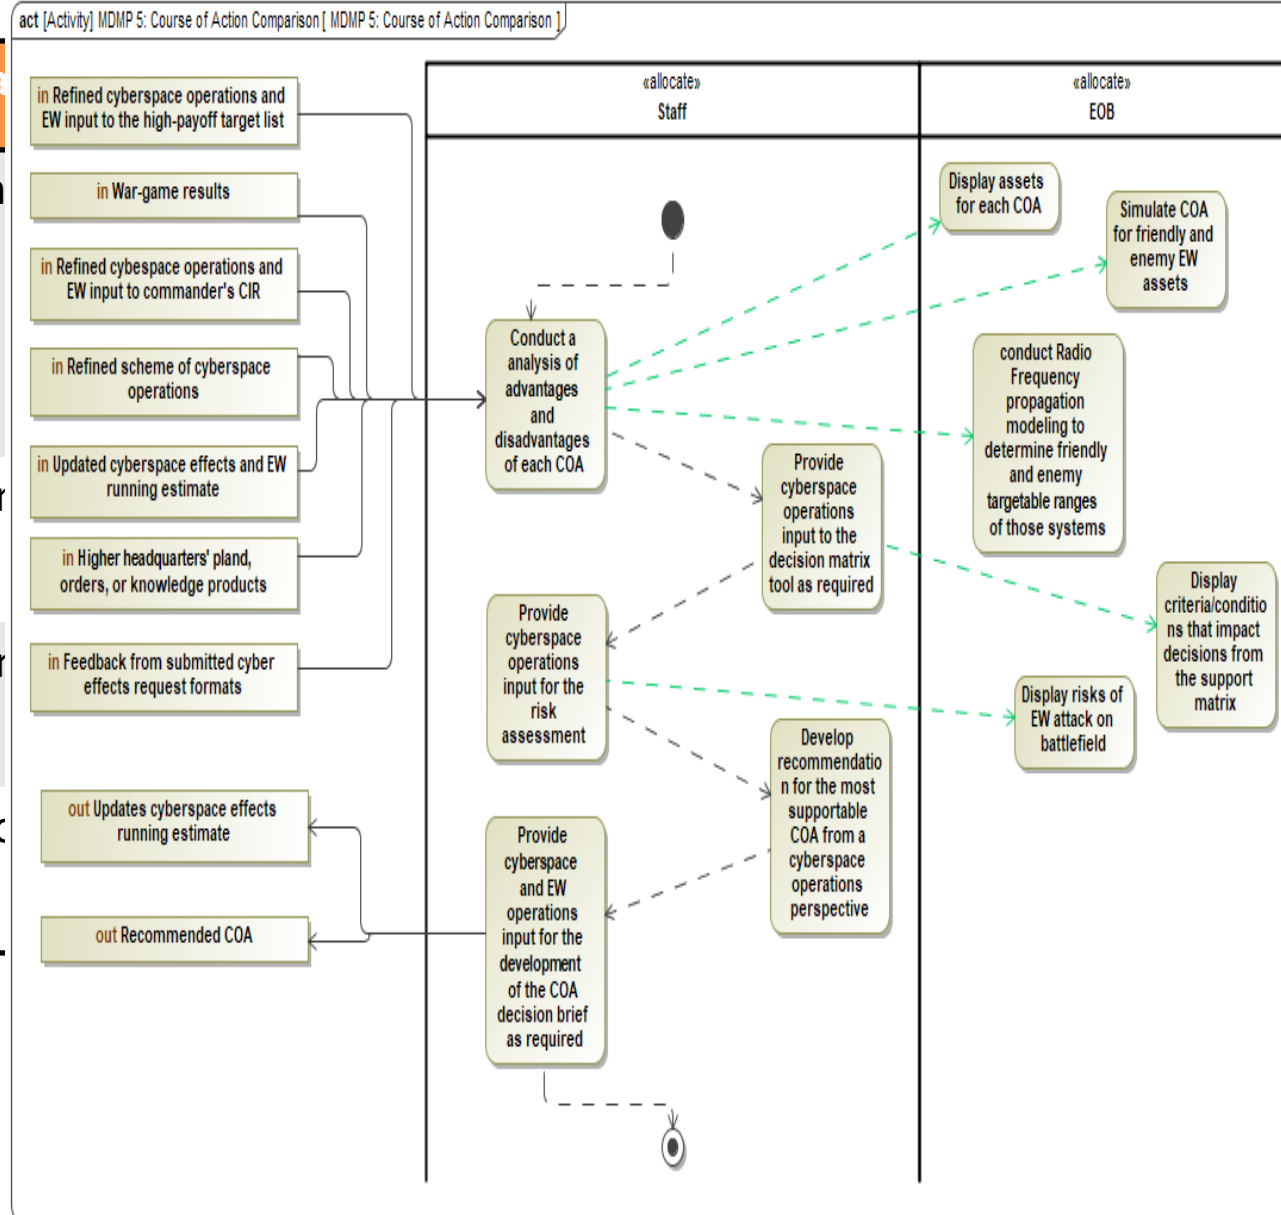 act [Activity] MDMP 5: Course of Action Comparison [ MDMP 5: Course of Action Comparison ]
in Refined cyberspace operations and
EW input to the high-payoff target list
in War-game results
in Refined cybespace operations and
EW input to commander's CIR
in Refined scheme of cyberspace
operations
in Updated cyberspace effects and EW
running estimate
in Higher headquarters' pland,
orders, or knowledge products
in Feedback from submitted cyber
effects request formats
out Updates cyberspace effects
running estimate
out Recommended COA
«allocate»
Staff
Conduct a
analysis of
advantages
and
disadvantages
of each COA
Provide
cyberspace
operations
input to the
decision matrix
tool as required
Provide
cyberspace
operations
input for the
risk
assessment
Develop
recommendatio
n for the most
supportable
COA from a
cyberspace
operations
perspective
Provide
cyberspace
and EW
operations
input for the
development
of the COA
decision brief
as required
«allocate»
EOB
Display assets
for each COA
Simulate COA
for friendly and
enemy EW
assets
conduct Radio
Frequency
propagation
modeling to
determine friendly
and enemy
targetable ranges
of those systems
Display
criteria/conditio
ns that impact
decisions from
the support
matrix
Display risks of
EW attack on
battlefield